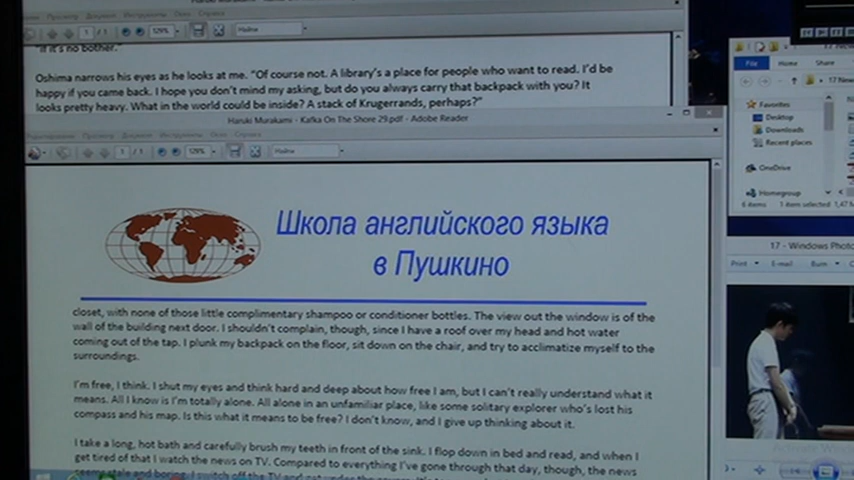 "If it's no bother."
Oshima narrows his eyes as he looks at me. "Of course not. A library's a place for people who want to read. I'd be
happy if you came back. I hope you don't mind my asking, but do you always carry that backpack with you? It
looks pretty heavy. What in the world could be inside? A stack of Krugerrands, perhaps?"
Haruki Murakami - Kafka On The Shore 29.pdf - Adobe Reader
Школа английского языка
в Пушкино
closet, with none of those little complimentary shampoo or conditioner bottles. The view out the window is of the
wall of the building next door. I shouldn't complain, though, since I have a roof over my head and hot water
coming out of the tap. I plunk my backpack on the floor, sit down on the chair, and try to acclimatize myself to the
surroundings.
I'm free, I think. I shut my eyes and think hard and deep about how free I am, but I can't really understand what it
means. All I know is I'm totally alone. All alone in an unfamiliar place, like some solitary explorer who's lost his
compass and his map. Is this what it means to be free? I don't know, and I give up thinking about it.
I take a long, hot bath and carefully brush my teeth in front of the sink. I flop down in bed and read, and when I
get tired of that I watch the news on TV. Compared to everything I've gone through that day, though, the news
File
Home
Share
17 New
Favorites
Desktop
Downloads
Recent places
OneDrive
Homegroup
6 items
1 item selected
1,47 M
17 - Windows Photo
Print
E-mail
Burn